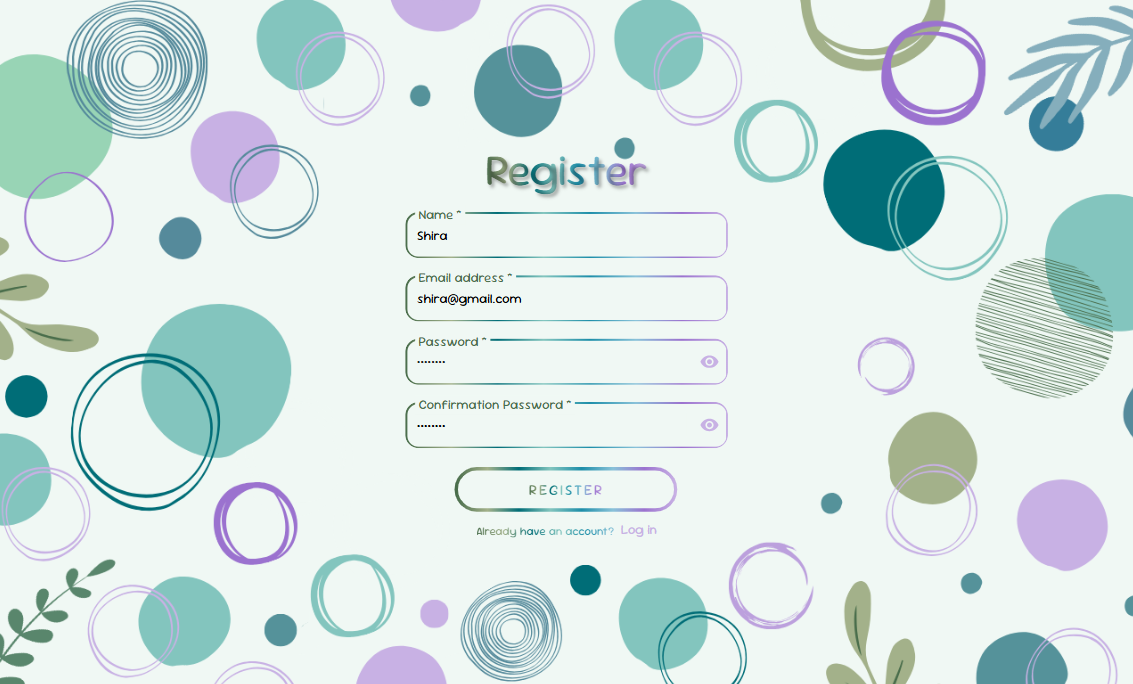 Register
Name *
Shira
Email address *
shira@gmail.com
Password *
••••••••
Confirmation Password *
••••••••
REGISTER
Already have an account? Log in